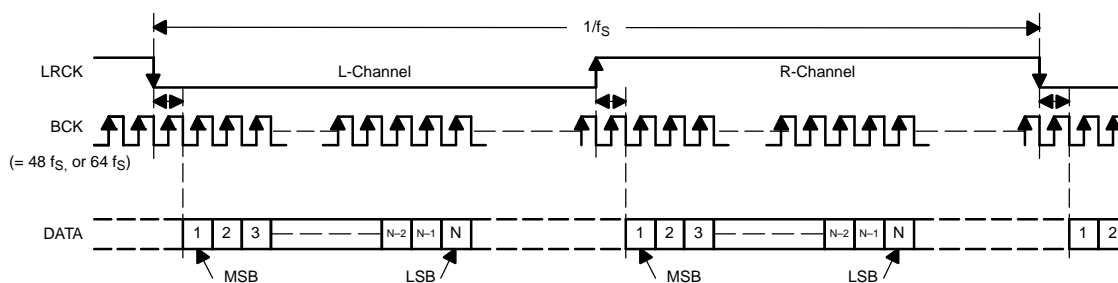 1/fS
LRCK
L-Channel
R-Channel
BCK
(= 48 fS, or 64 fS)
DATA
1 2 3 N–2 N–1 N 1 2 3 N–2 N–1 N 1 2
MSB LSB MSB LSB